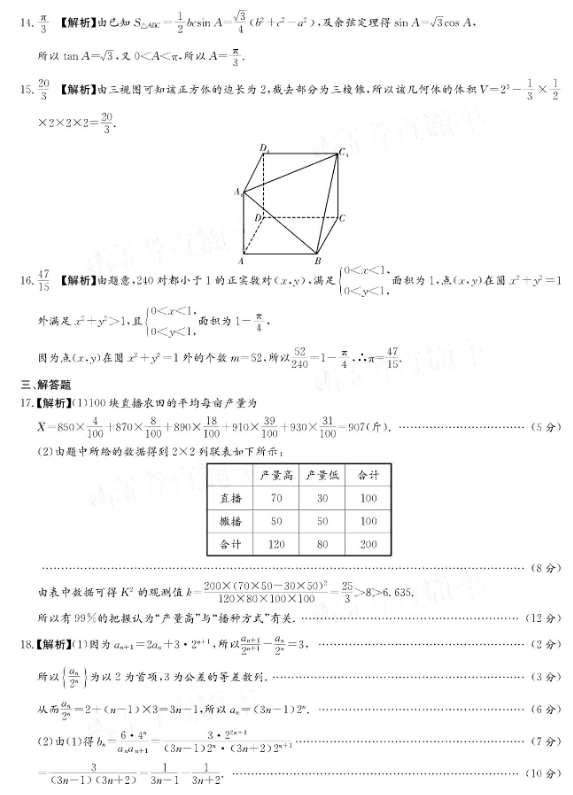 14. π/3 【解析】由已知 S△ABC=1/2 bcsin A=√3/4(b²+c²-a²),及余弦定理得 sin A=√3cos A,
所以 tan A=√3,又 0<A<π,所以 A=π/3.
15. 20/3 【解析】由三视图可知该正方体的边长为 2,截去部分为三棱锥,所以该几何体的体积 V=2³-1/3×1/2
×2×2×2=20/3.
D₁ C₁
A₁
D C
A B
16. 47/15 【解析】由题意,240 对都小于 1 的正实数对(x,y),满足{0<x<1, 0<y<1, 面积为 1,点(x,y)在圆 x²+y²=1
外满足 x²+y²>1,且{0<x<1, 0<y<1, 面积为 1-π/4,
因为点(x,y)在圆 x²+y²=1 外的个数 m=52,所以 52/240=1-π/4,∴π=47/15.
三、解答题
17.【解析】(1)100 块直播农田的平均每亩产量为
X̄=850×4/100+870×8/100+890×18/100+910×39/100+930×31/100=907(斤). (5 分)
(2)由题中所给的数据得到 2×2 列联表如下所示:
产量高 产量低 合计
直播 70 30 100
撒播 50 50 100
合计 120 80 200
(8 分)
由表中数据可得 K² 的观测值 k=200×(70×50-30×50)²/120×80×100×100=25/3>8>6.635,
所以有 99%的把握认为“产量高”与“播种方式”有关. (12 分)
18.【解析】(1)因为 aₙ₊₁=2aₙ+3·2ⁿ⁺¹,所以 aₙ₊₁/2ⁿ⁺¹-aₙ/2ⁿ=3, (2 分)
所以{aₙ/2ⁿ}为以 2 为首项,3 为公差的等差数列. (3 分)
从而 aₙ/2ⁿ=2+(n-1)×3=3n-1,所以 aₙ=(3n-1)2ⁿ. (6 分)
(2)由(1)得 bₙ=6·4ⁿ/aₙaₙ₊₁=3·2²ⁿ⁺¹/(3n-1)2ⁿ·(3n+2)2ⁿ⁺¹ (7 分)
=3/(3n-1)(3n+2)=1/3n-1-1/3n+2. (10 分)